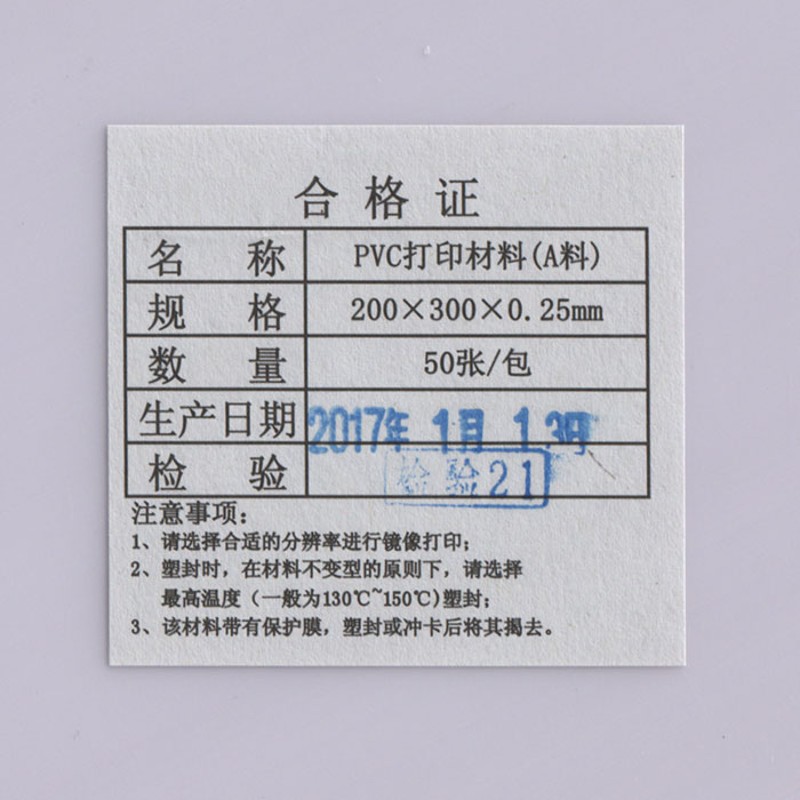 合格证
名称 PVC打印材料(A料)
规格 200×300×0.25mm
数量 50张/包
生产日期 2017年 1月 13日
检验 检验21
注意事项:
1、请选择合适的分辨率进行镜像打印;
2、塑封时,在材料不变型的原则下,请选择
最高温度(一般为130℃~150℃)塑封;
3、该材料带有保护膜,塑封或冲卡后将其揭去。